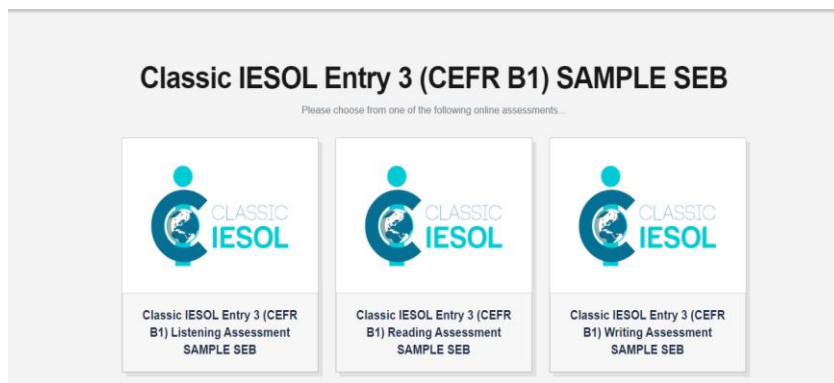 Classic IESOL Entry 3 (CEFR B1) SAMPLE SEB
Please choose from one of the following online assessments...
CLASSIC
IESOL
CLASSIC
IESOL
CLASSIC
IESOL
Classic IESOL Entry 3 (CEFR
B1) Listening Assessment
SAMPLE SEB
Classic IESOL Entry 3 (CEFR
B1) Reading Assessment
SAMPLE SEB
Classic IESOL Entry 3 (CEFR
B1) Writing Assessment
SAMPLE SEB